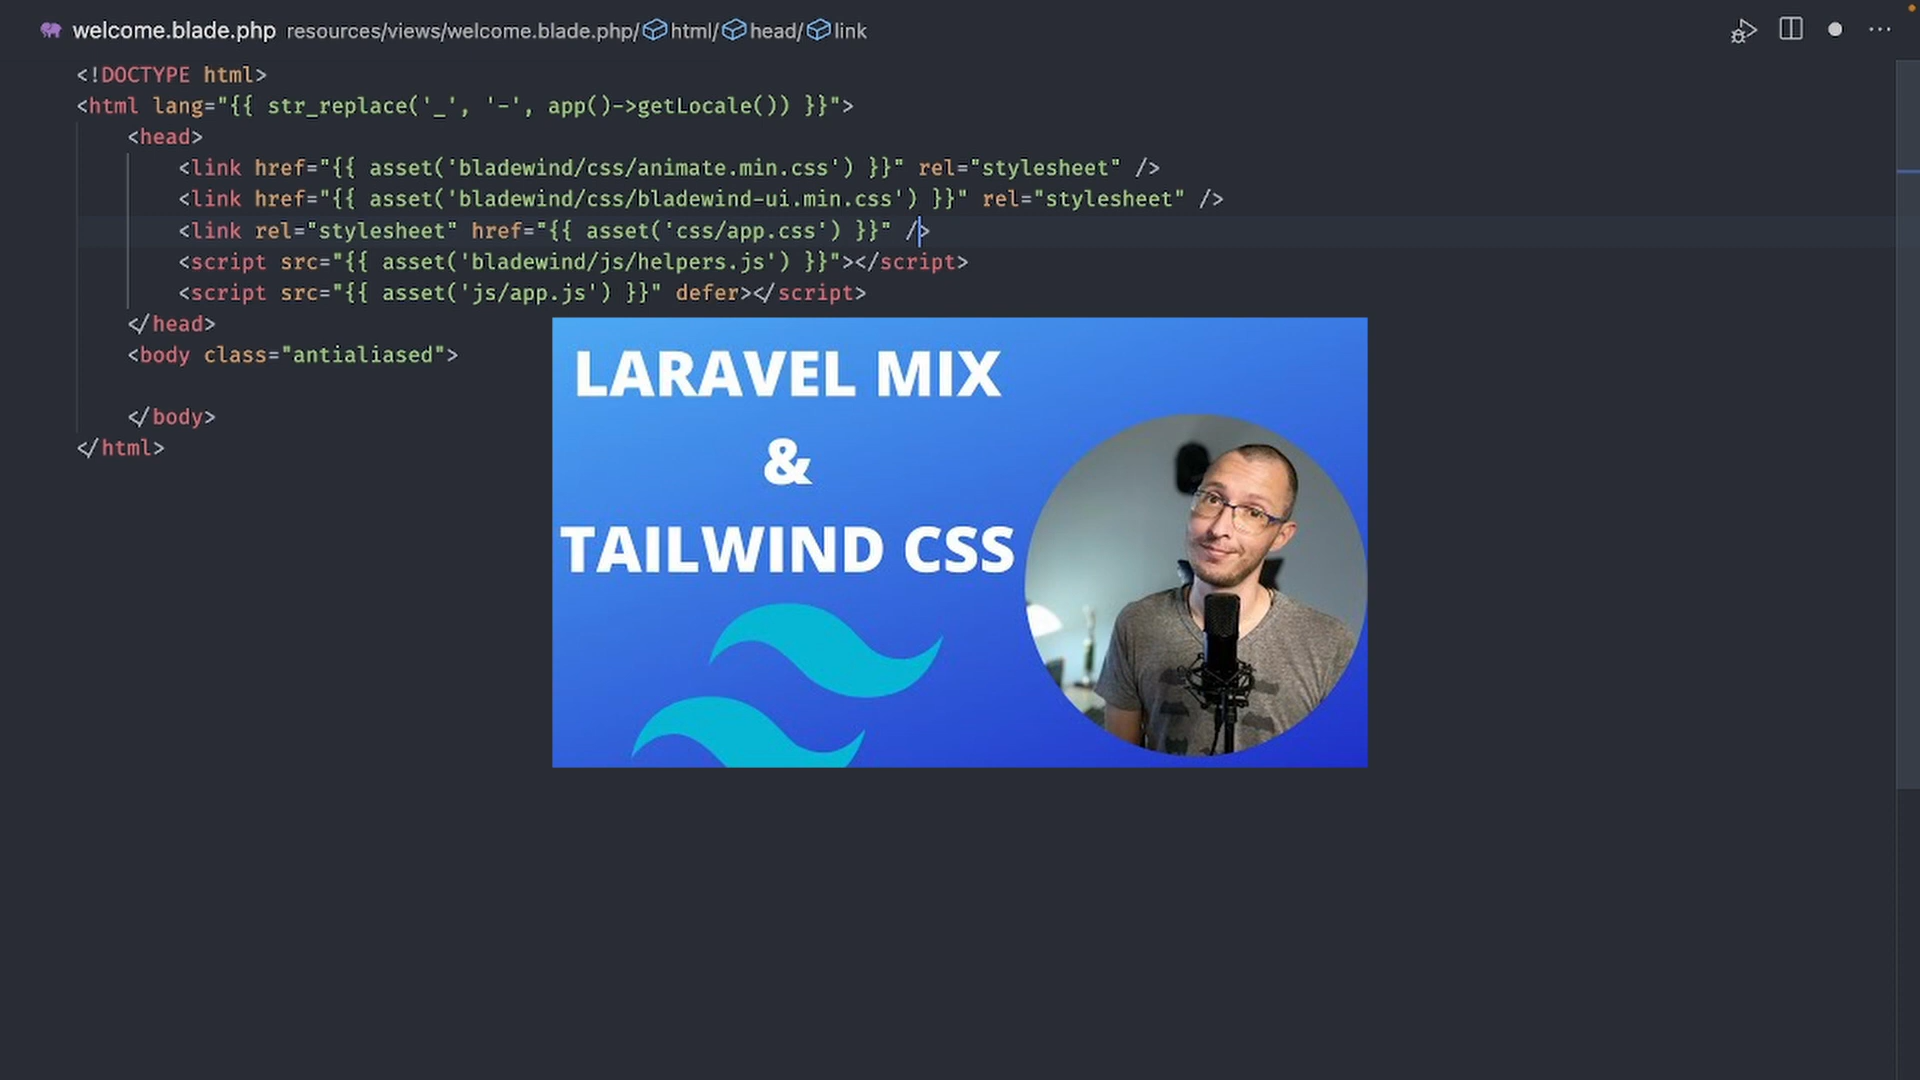 welcome.blade.php resources/views/welcome.blade.php/html/head/link
<!DOCTYPE html>
<html lang="{{ str_replace('_', '-', app()->getLocale()) }}">
<head>
<link href="{{ asset('bladewind/css/animate.min.css') }}" rel="stylesheet" />
<link href="{{ asset('bladewind/css/bladewind-ui.min.css') }}" rel="stylesheet" />
<link rel="stylesheet" href="{{ asset('css/app.css') }}" />
<script src="{{ asset('bladewind/js/helpers.js') }}"></script>
<script src="{{ asset('js/app.js') }}" defer></script>
</head>
<body class="antialiased">
</body>
</html>
LARAVEL MIX
&
TAILWIND CSS